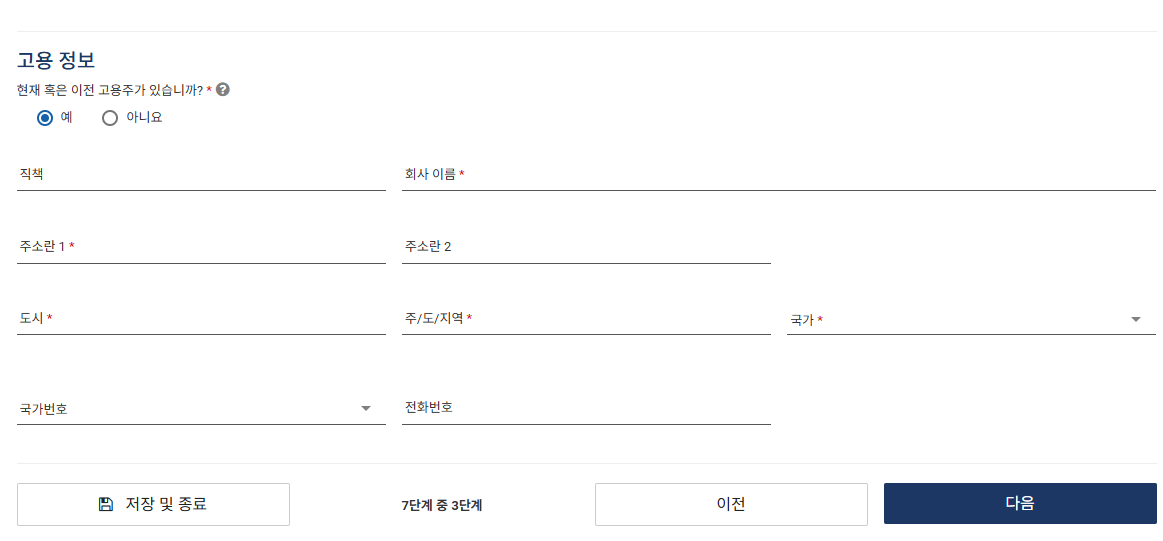 고용 정보
현재 혹은 이전 고용주가 있습니까? * ?
예 아니요
직책 회사 이름 *
주소란 1 * 주소란 2
도시 * 주/도/지역 * 국가 *
국가번호 전화번호
저장 및 종료 7단계 중 3단계 이전 다음